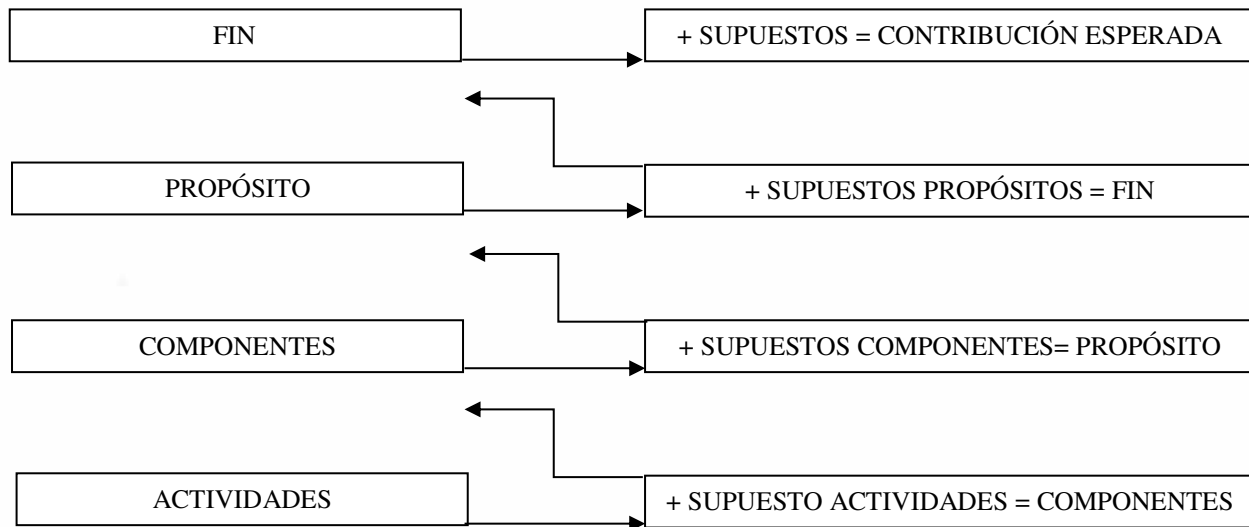 FIN
+ SUPUESTOS = CONTRIBUCIÓN ESPERADA
PROPÓSITO
+ SUPUESTOS PROPÓSITOS = FIN
COMPONENTES
+ SUPUESTOS COMPONENTES= PROPÓSITO
ACTIVIDADES
+ SUPUESTO ACTIVIDADES = COMPONENTES